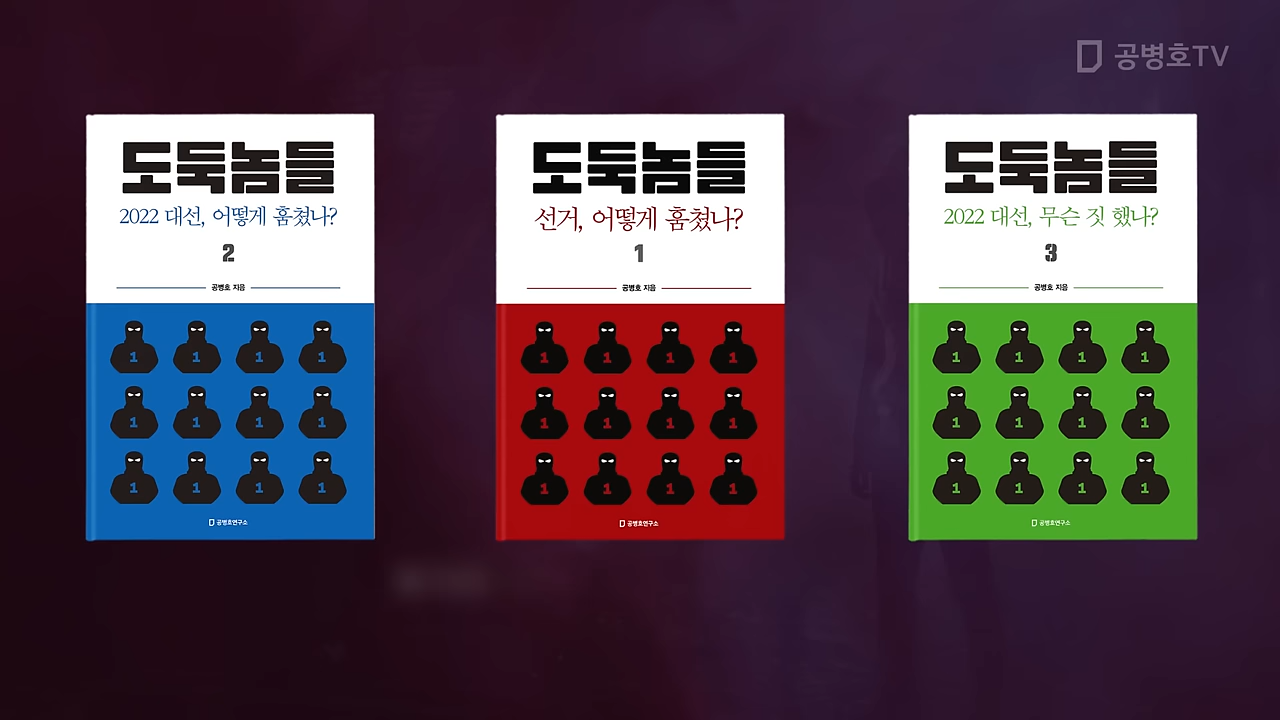 공병호TV
도둑놈들
2022 대선, 어떻게 훔쳤나?
2
공병호 지음
1 1 1 1
1 1 1 1
1 1 1 1
공병호연구소
도둑놈들
선거, 어떻게 훔쳤나?
1
공병호 지음
1 1 1 1
1 1 1 1
1 1 1 1
공병호연구소
도둑놈들
2022 대선, 무슨 짓 했나?
3
공병호 지음
1 1 1 1
1 1 1 1
1 1 1 1
공병호연구소